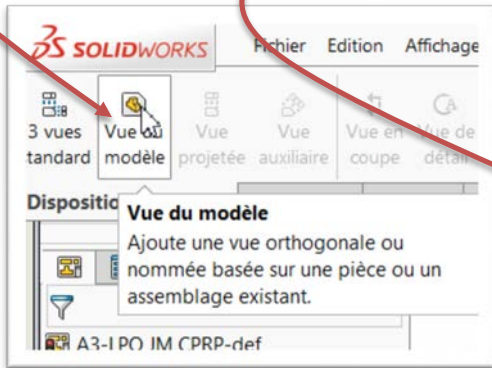 SOLIDWORKS Fichier Edition Affichage
3 vues Vue du Vue Vue Vue en Vue de
tandard modèle projetée auxiliaire coupe détail
Dispositio
Vue du modèle
Ajoute une vue orthogonale ou
nommée basée sur une pièce ou un
assemblage existant.
A3-LPO JM CPRP-def